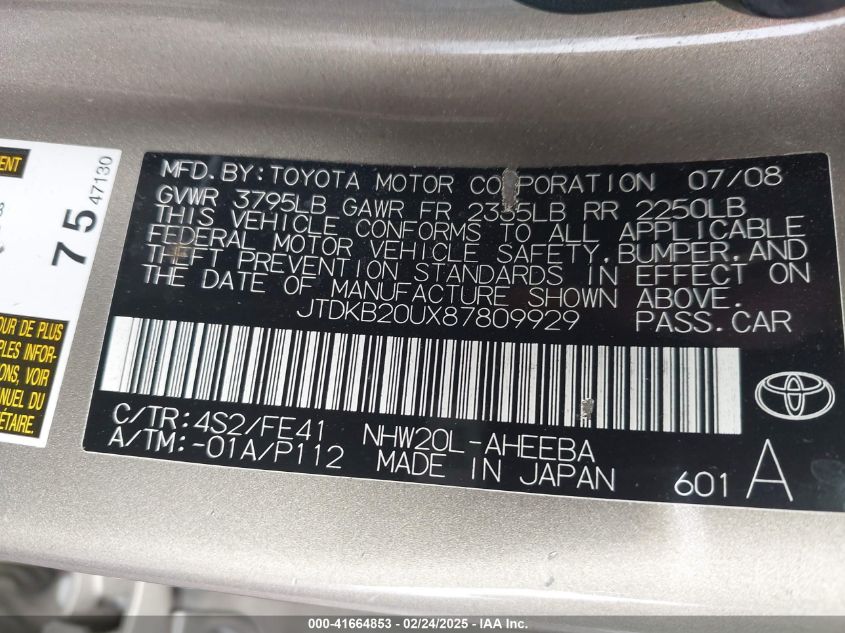 MFD.BY:TOYOTA MOTOR CORPORATION 07/08
GVWR 3795LB GAWR FR 2335LB RR 2250LB
THIS VEHICLE CONFORMS TO ALL APPLICABLE
FEDERAL MOTOR VEHICLE SAFETY,BUMPER,AND
THEFT PREVENTION STANDARDS IN EFFECT ON
THE DATE OF MANUFACTURE SHOWN ABOVE.
JTDKB20UX87809929 PASS.CAR
C/TR:4S2/FE41 NHW20L-AHEEBA
A/TM:-01A/P112 MADE IN JAPAN
601 A
75
47130
OUR DE PLUS
PLES INFOR-
ONS, VOIR
NUEL DU
ÉTAIRE.
000-41664853 / 02/24/2025 - IAA Inc.